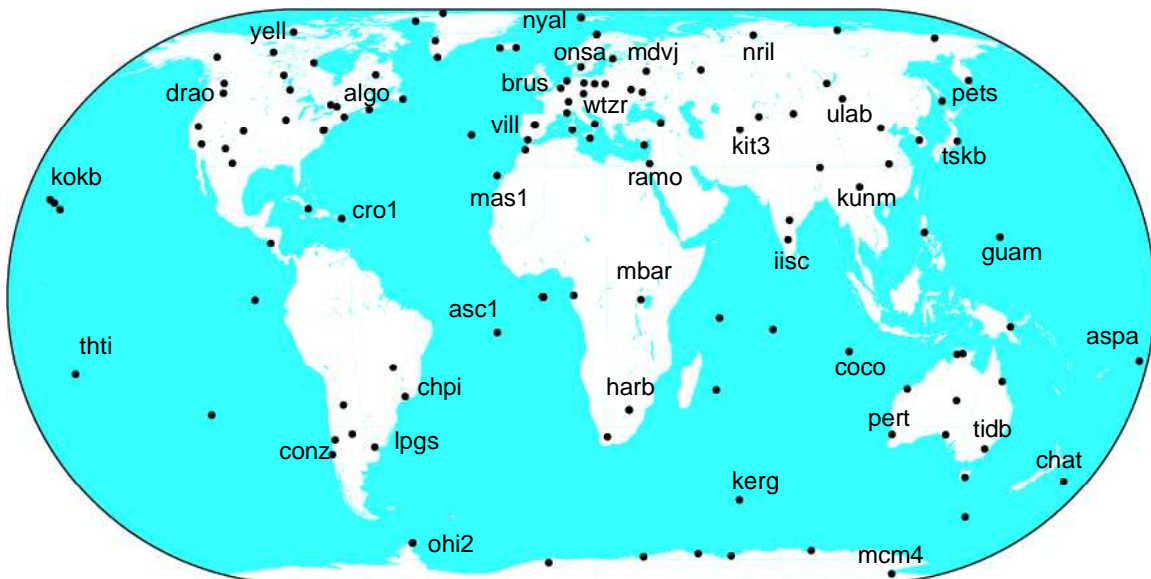 nyal
yell
onsa
mdvj
nril
brus
drao
algo
wtzr
pets
ulab
vill
kit3
tskb
ramo
kokb
mas1
kunm
cro1
guam
iisc
mbar
asc1
aspa
thti
coco
chpi
harb
pert
tidb
lpgs
conz
chat
kerg
ohi2
mcm4